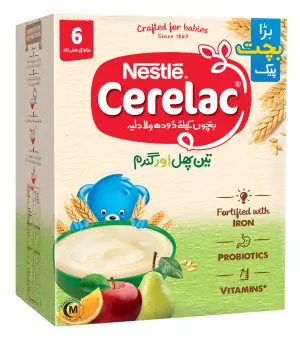 Crafted for babies
Since 1867
6
بڑا
بچت
پیک
Nestlé
Cerelac®
بچوں کیلئے دودھ ملا دلیہ
تین پھل اور گندم
Fortified with
IRON
PROBIOTICS
VITAMINS*
M